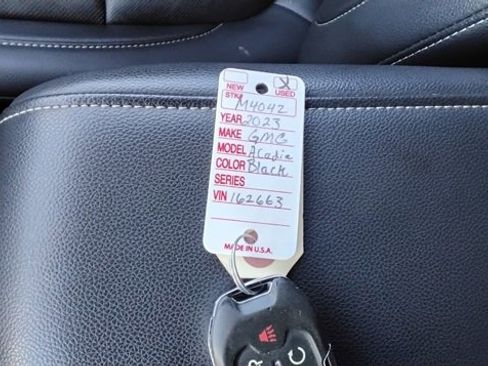 NEW USED
STK# M4042
YEAR 2023
MAKE GMC
MODEL Acadia
COLOR Black
SERIES
VIN 162663
MADE IN U.S.A.